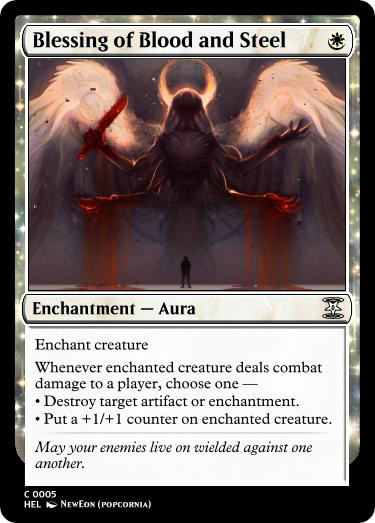 Blessing of Blood and Steel
Enchantment — Aura
Enchant creature
Whenever enchanted creature deals combat
damage to a player, choose one —
• Destroy target artifact or enchantment.
• Put a +1/+1 counter on enchanted creature.
May your enemies live on wielded against one
another.
C 0005
HEL NewEon (popcornia)